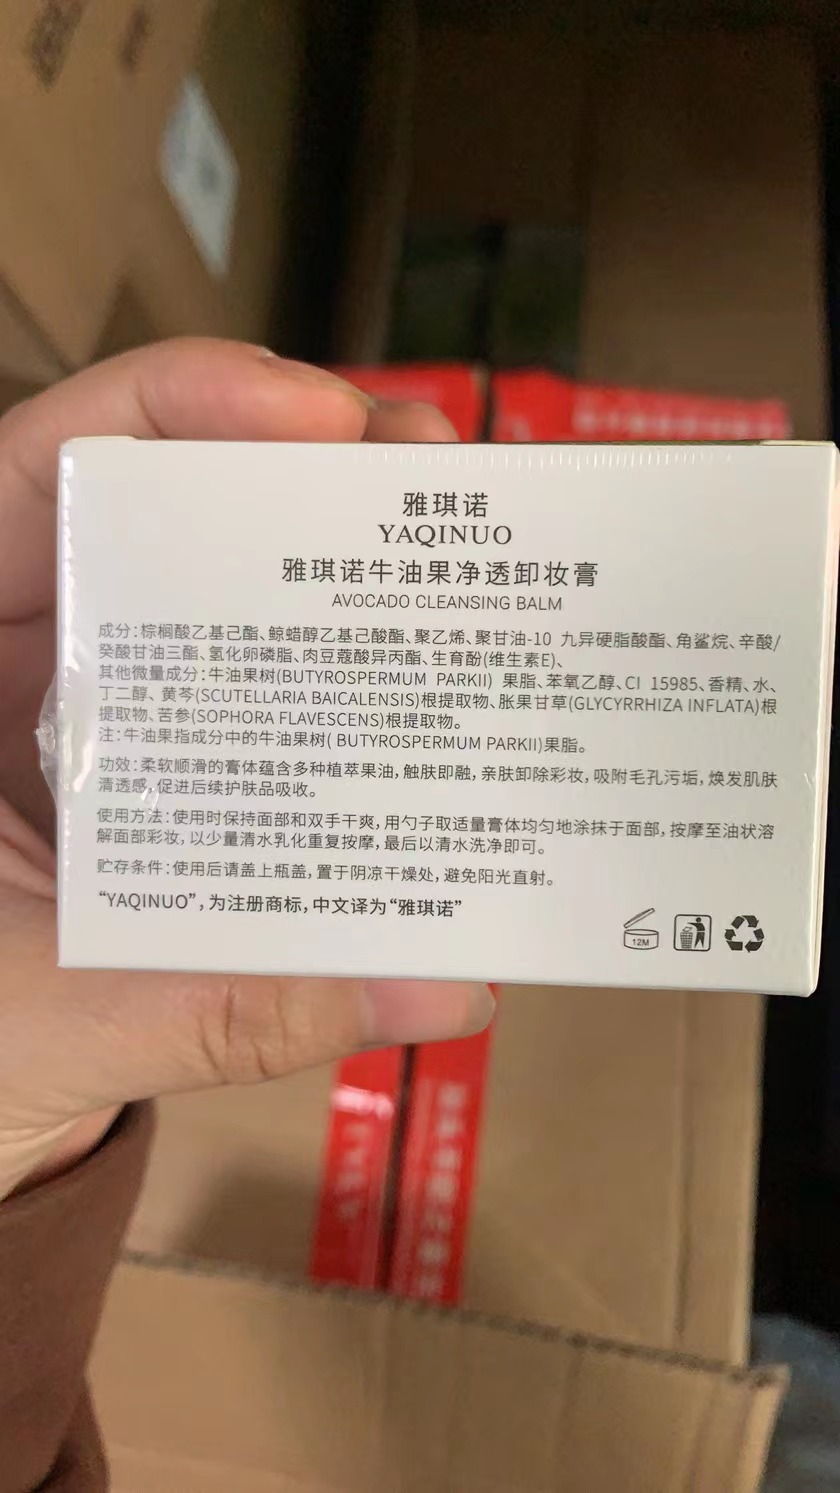 雅琪诺
YAQINUO
雅琪诺牛油果净透卸妆膏
AVOCADO CLEANSING BALM
成分:棕榈酸乙基己酯、鲸蜡醇乙基己酸酯、聚乙烯、聚甘油-10 九异硬脂酸酯、角鲨烷、辛酸/
癸酸甘油三酯、氢化卵磷脂、肉豆蔻酸异丙酯、生育酚(维生素E)、
其他微量成分:牛油果树(BUTYROSPERMUM PARKII) 果脂、苯氧乙醇、CI 15985、香精、水、
丁二醇、黄芩(SCUTELLARIA BAICALENSIS)根提取物、胀果甘草(GLYCYRRHIZA INFLATA)根
提取物、苦参(SOPHORA FLAVESCENS)根提取物。
注:牛油果指成分中的牛油果树( BUTYROSPERMUM PARKII)果脂。
功效:柔软顺滑的膏体蕴含多种植萃果油,触肤即融,亲肤卸除彩妆,吸附毛孔污垢,焕发肌肤
清透感,促进后续护肤品吸收。
使用方法:使用时保持面部和双手干爽,用勺子取适量膏体均匀地涂抹于面部,按摩至油状溶
解面部彩妆,以少量清水乳化重复按摩,最后以清水洗净即可。
贮存条件:使用后请盖上瓶盖,置于阴凉干燥处,避免阳光直射。
“YAQINUO”,为注册商标,中文译为“雅琪诺”
12M